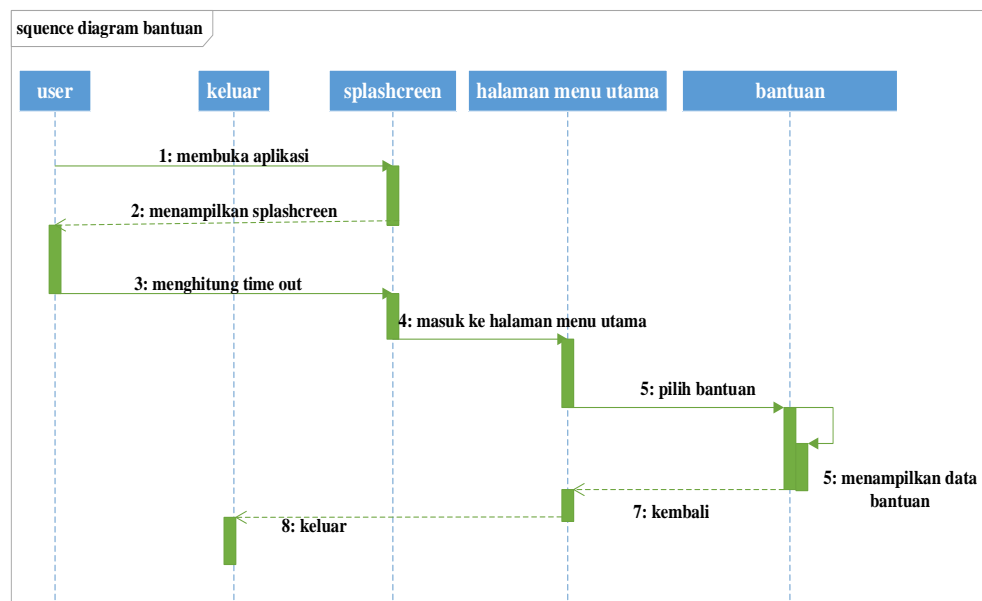 squence diagram bantuan
user
keluar
splashcreen
halaman menu utama
bantuan
1: membuka aplikasi
2: menampilkan splashcreen
3: menghitung time out
4: masuk ke halaman menu utama
5: pilih bantuan
5: menampilkan data
bantuan
7: kembali
8: keluar